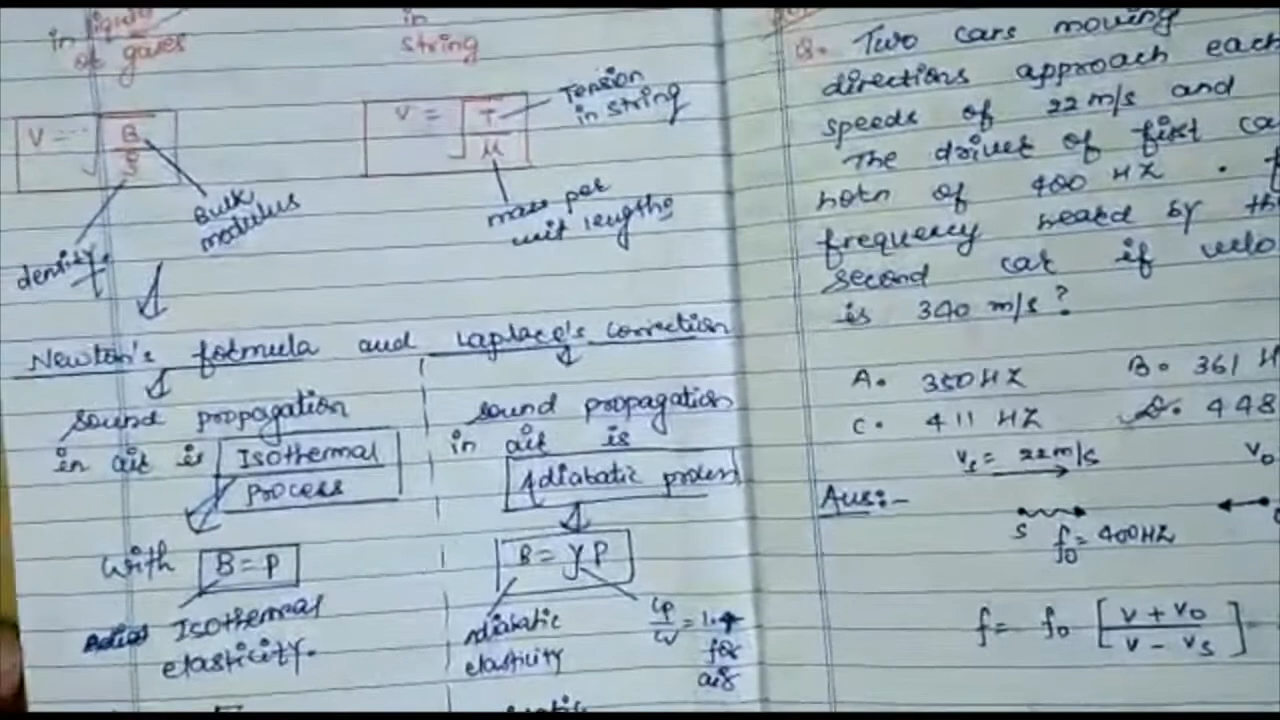 in liquid
of gases
in
string
V = √B/ρ
Bulk
modulus
density.
V = √T/μ
Tension
in string
mass per
unit length.
Newton's formula and Laplace's correction
sound propagation
in air is Isothermal
process
with B = P
Isothermal
elasticity.
sound propagation
in air is
Adiabatic process
B = γP
adiabatic
elasticity
Cp/Cv = 1.4
for
air
Q. Two cars moving
directions approach each
speeds of 22 m/s and
The driver of first ca
horn of 400 HZ .
frequency heard by th
second car if velo
is 340 m/s ?
A. 350 HZ B. 361 H
C. 411 HZ D. 448
Vs = 22 m/s Vo
Ans:-
S f₀ = 400HZ
f = f₀ [V + Vo / V - Vs]